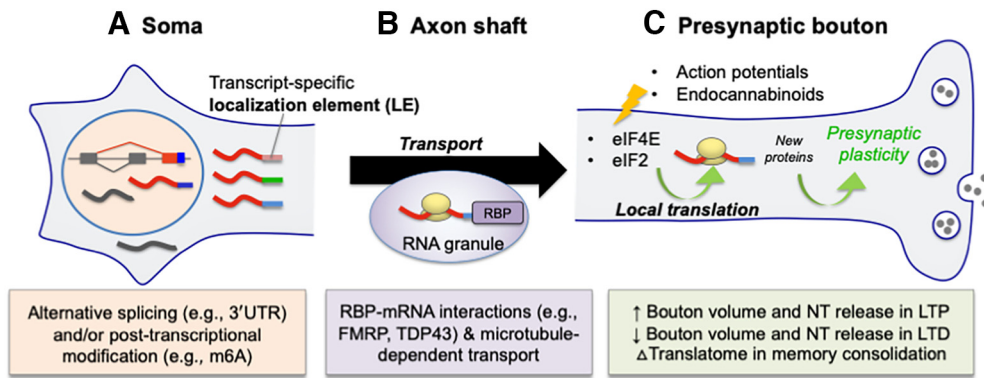 A Soma
Transcript-specific
localization element (LE)
B Axon shaft
Transport
RBP
RNA granule
C Presynaptic bouton
• Action potentials
• Endocannabinoids
• eIF4E
• eIF2
New
proteins
Presynaptic
plasticity
Local translation
Alternative splicing (e.g., 3′UTR)
and/or post-transcriptional
modification (e.g., m6A)
RBP-mRNA interactions (e.g.,
FMRP, TDP43) & microtubule-
dependent transport
↑ Bouton volume and NT release in LTP
↓ Bouton volume and NT release in LTD
△Translatome in memory consolidation